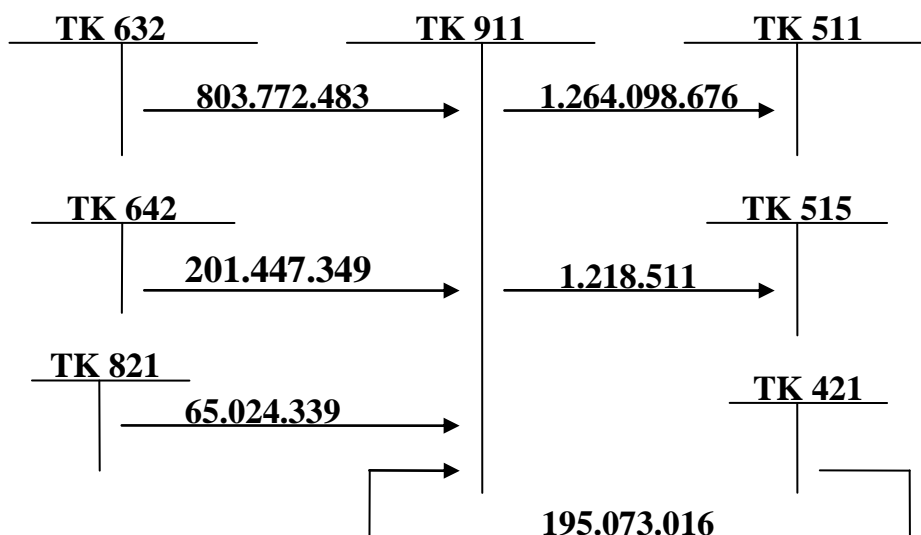 TK 632 TK 911 TK 511
803.772.483 1.264.098.676
TK 642 TK 515
201.447.349 1.218.511
TK 821
TK 421
65.024.339
195.073.016